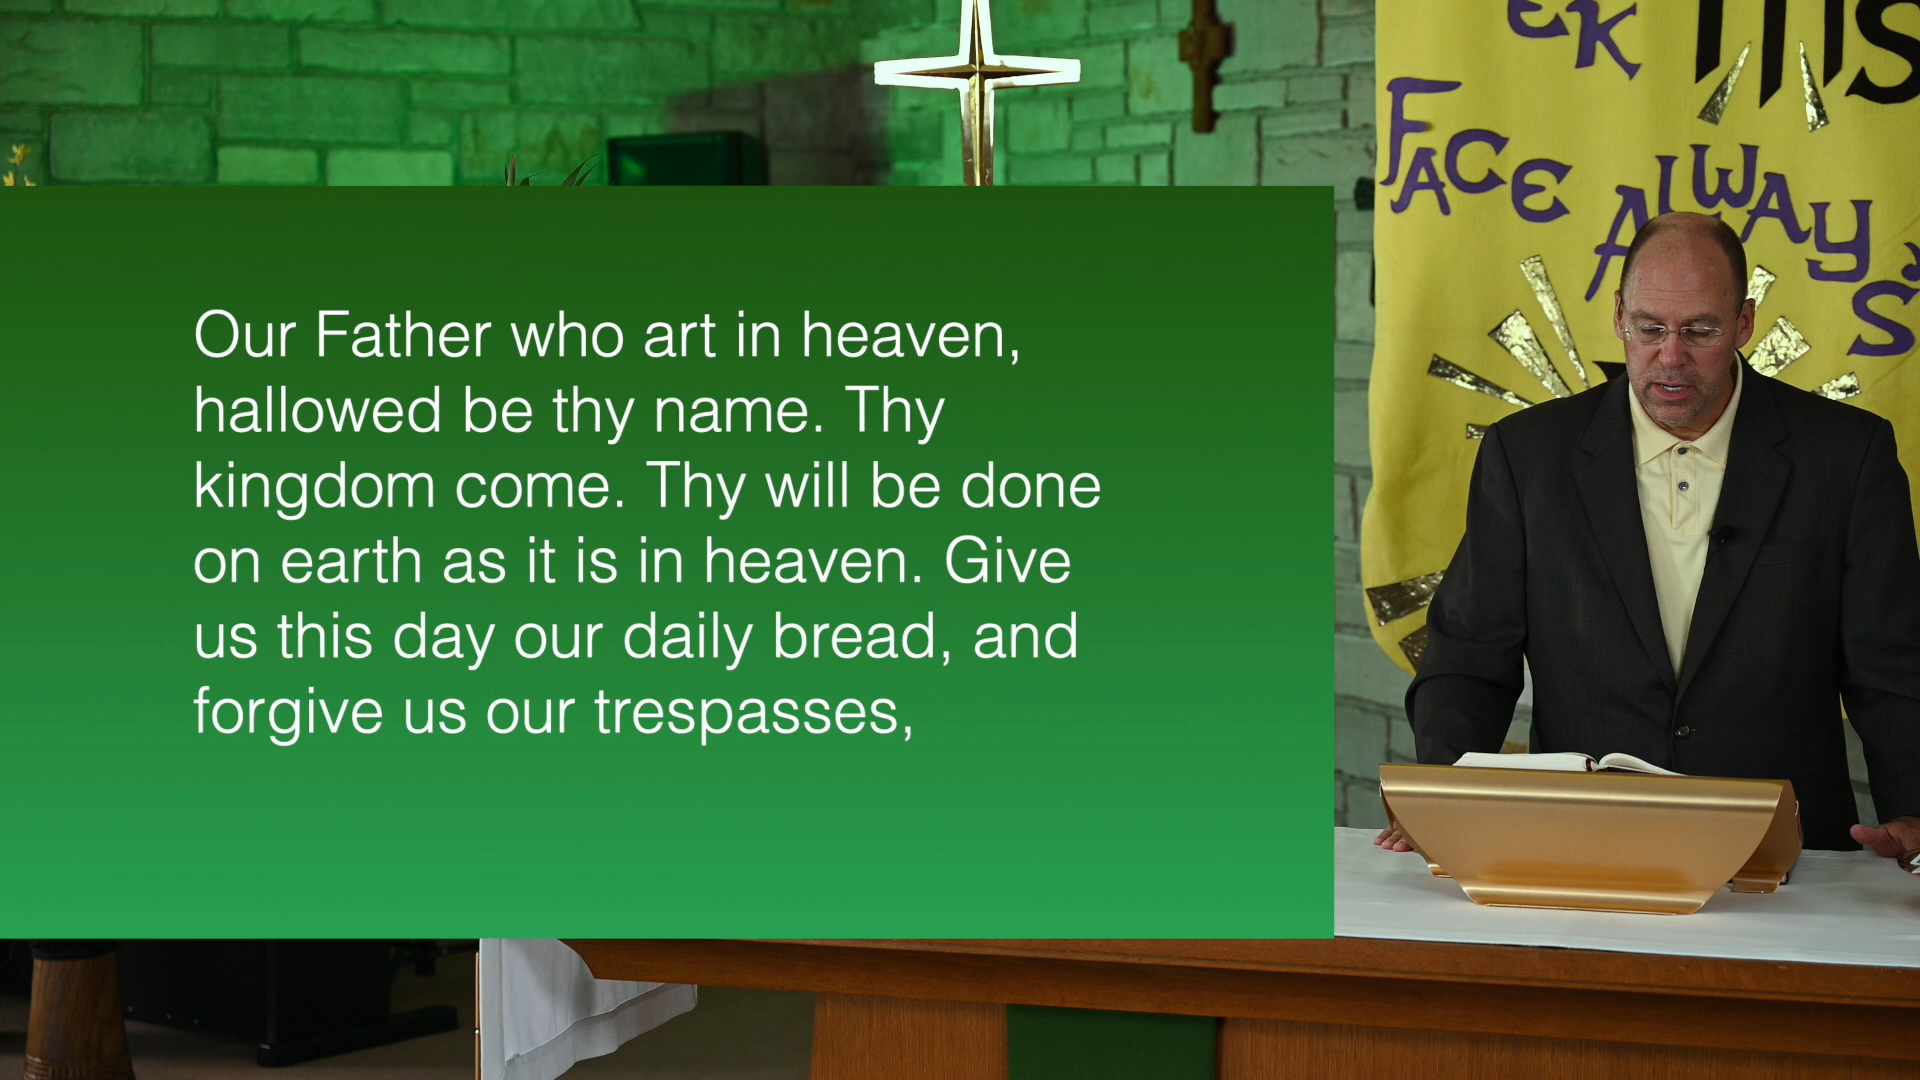 Our Father who art in heaven,
hallowed be thy name. Thy
kingdom come. Thy will be done
on earth as it is in heaven. Give
us this day our daily bread, and
forgive us our trespasses,
FACE
ALWAYS